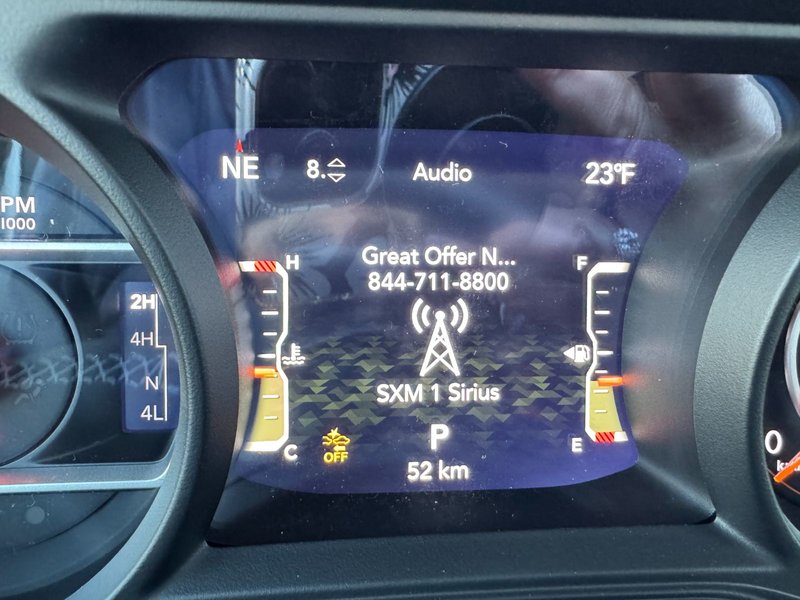 NE 8. Audio 23°F
PM
1000
Great Offer N...
844-711-8800
H
F
2H
4H
N
4L
SXM 1 Sirius
OFF
C
P
E
52 km
0